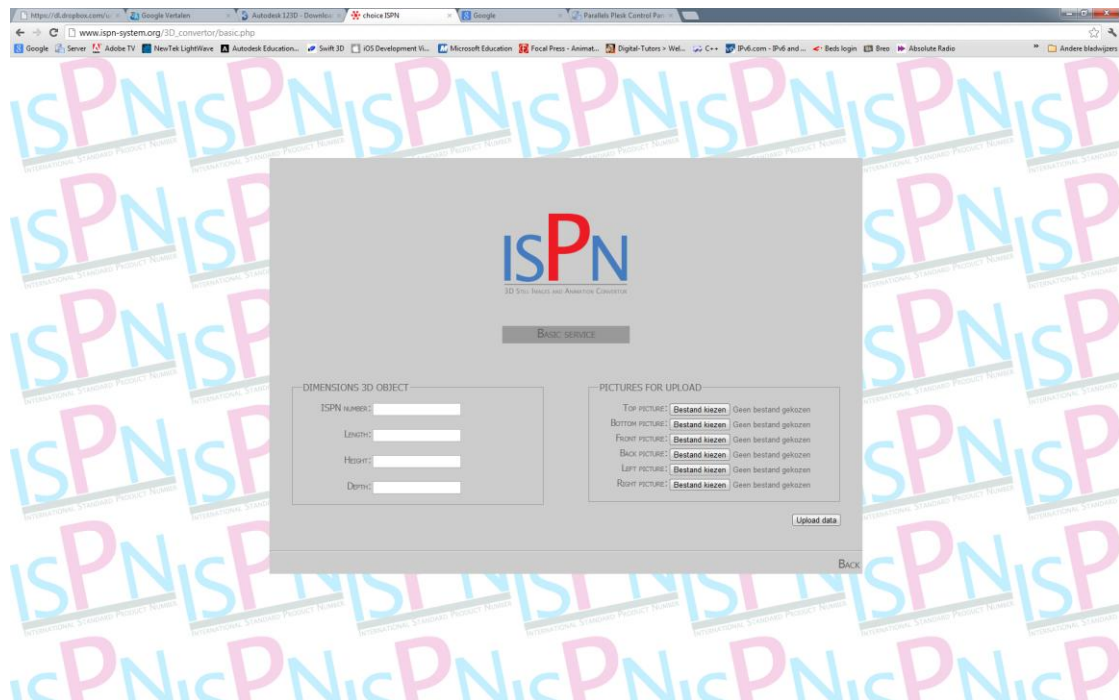 https://dl.dropbox.com/u/
Google Vertalen
Autodesk 123D - Downloa
choice ISPN
Google
Parallels Plesk Control Pan
www.ispn-system.org/3D_convertor/basic.php
Google
Server
Adobe TV
NewTek LightWave
Autodesk Education...
Swift 3D
iOS Development Vi...
Microsoft Education
Focal Press - Animat...
Digital-Tutors > Wel...
C++
IPv6.com - IPv6 and ...
Beds login
Breo
Absolute Radio
Andere bladwijzers
ISPN
INTERNATIONAL STANDARD PRODUCT NUMBER
ISPN
3D STILL IMAGES AND ANIMATION CONVERTOR
BASIC SERVICE
DIMENSIONS 3D OBJECT
ISPN NUMBER:
LENGTH:
HEIGHT:
DEPTH:
PICTURES FOR UPLOAD
TOP PICTURE: Bestand kiezen Geen bestand gekozen
BOTTOM PICTURE: Bestand kiezen Geen bestand gekozen
FRONT PICTURE: Bestand kiezen Geen bestand gekozen
BACK PICTURE: Bestand kiezen Geen bestand gekozen
LEFT PICTURE: Bestand kiezen Geen bestand gekozen
RIGHT PICTURE: Bestand kiezen Geen bestand gekozen
Upload data
BACK